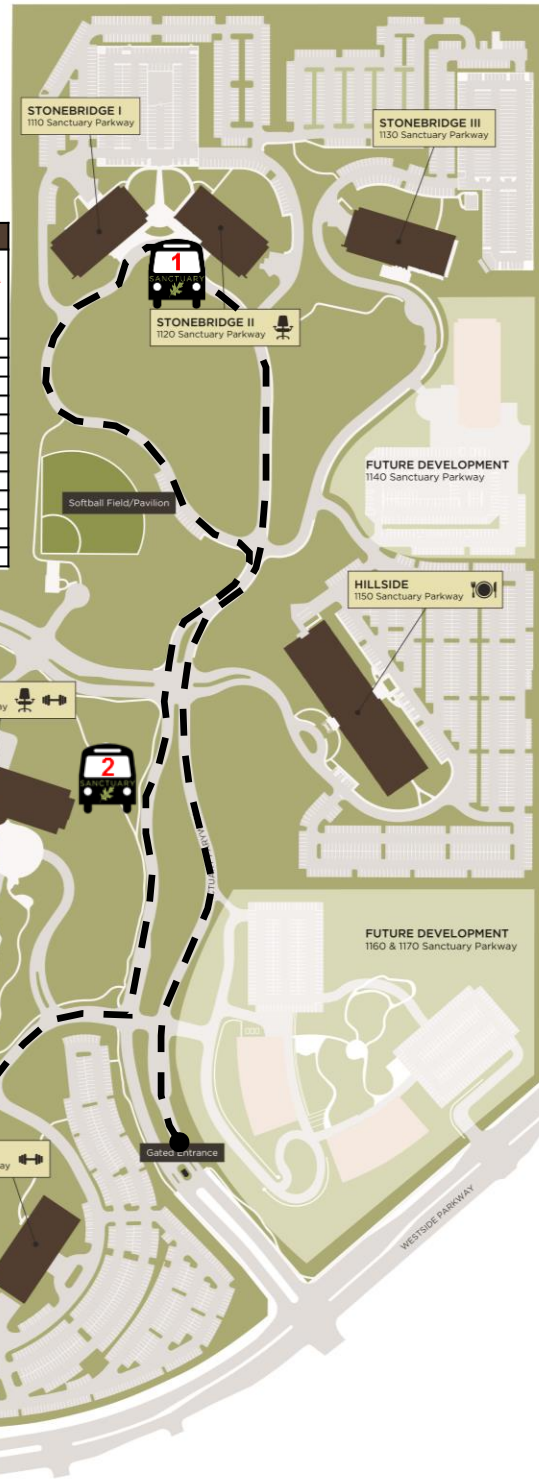 STONEBRIDGE I
1110 Sanctuary Parkway
STONEBRIDGE III
1130 Sanctuary Parkway
1
SANCTUARY
STONEBRIDGE II
1120 Sanctuary Parkway
FUTURE DEVELOPMENT
1140 Sanctuary Parkway
Softball Field/Pavilion
HILLSIDE
1150 Sanctuary Parkway
2
SANCTUARY
FUTURE DEVELOPMENT
1160 & 1170 Sanctuary Parkway
Gated Entrance
WESTSIDE PARKWAY